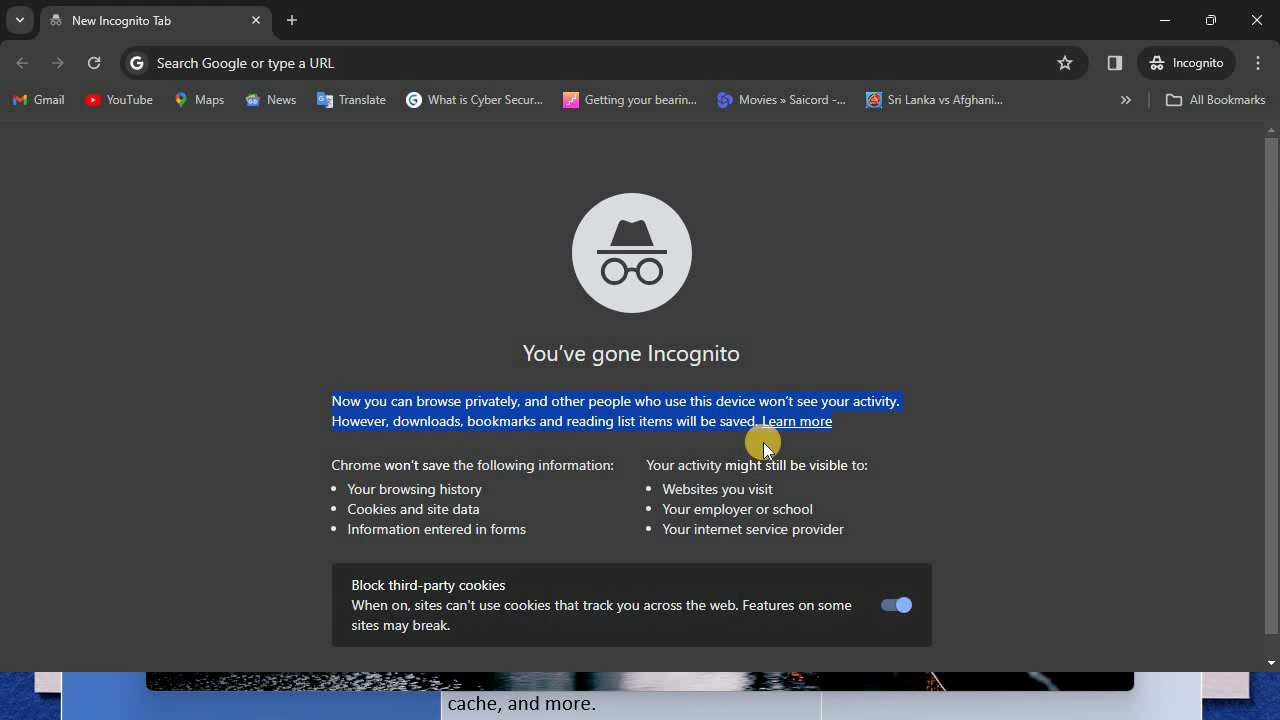 New Incognito Tab
Search Google or type a URL
Incognito
Gmail YouTube Maps News Translate What is Cyber Secur... Getting your bearin... Movies » Saicord -... Sri Lanka vs Afghani... » All Bookmarks
You've gone Incognito
Now you can browse privately, and other people who use this device won't see your activity.
However, downloads, bookmarks and reading list items will be saved. Learn more
Chrome won't save the following information:
• Your browsing history
• Cookies and site data
• Information entered in forms
Your activity might still be visible to:
• Websites you visit
• Your employer or school
• Your internet service provider
Block third-party cookies
When on, sites can't use cookies that track you across the web. Features on some
sites may break.
cache, and more.